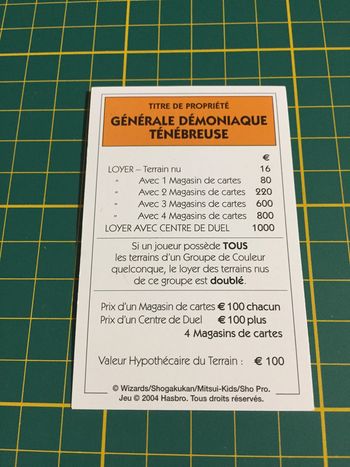 TITRE DE PROPRIÉTÉ
GÉNÉRALE DÉMONIAQUE
TÉNÉBREUSE
€
LOYER – Terrain nu 16
" Avec 1 Magasin de cartes 80
" Avec 2 Magasins de cartes 220
" Avec 3 Magasins de cartes 600
" Avec 4 Magasins de cartes 800
LOYER AVEC CENTRE DE DUEL 1000
Si un joueur possède TOUS
les terrains d'un Groupe de Couleur
quelconque, le loyer des terrains nus
de ce groupe est doublé.
Prix d'un Magasin de cartes € 100 chacun
Prix d'un Centre de Duel € 100 plus
4 Magasins de cartes
Valeur Hypothécaire du Terrain : € 100
© Wizards/Shogakukan/Mitsui-Kids/Sho Pro.
Jeu © 2004 Hasbro. Tous droits réservés.